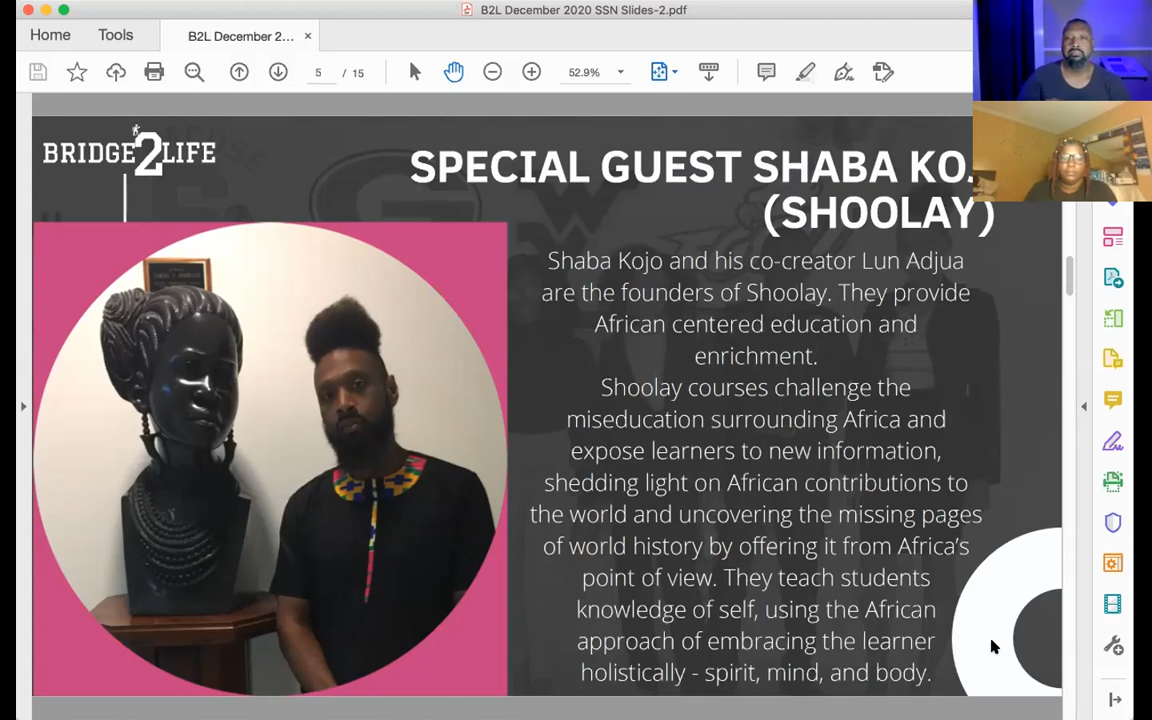 B2L December 2020 SSN Slides-2.pdf
Home Tools B2L December 2... ×
5 / 15 52.9%
BRIDGE2LIFE
SPECIAL GUEST SHABA
(SHOOLAY)
Shaba Kojo and his co-creator Lun Adjua
are the founders of Shoolay. They provide
African centered education and
enrichment.
Shoolay courses challenge the
miseducation surrounding Africa and
expose learners to new information,
shedding light on African contributions to
the world and uncovering the missing pages
of world history by offering it from Africa's
point of view. They teach students
knowledge of self, using the African
approach of embracing the learner
holistically - spirit, mind, and body.